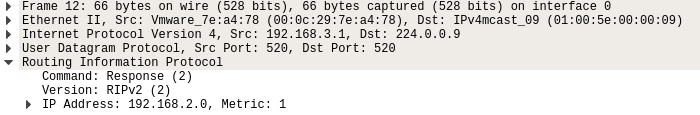 Frame 12: 66 bytes on wire (528 bits), 66 bytes captured (528 bits) on interface 0
Ethernet II, Src: Vmware_7e:a4:78 (00:0c:29:7e:a4:78), Dst: IPv4mcast_09 (01:00:5e:00:00:09)
Internet Protocol Version 4, Src: 192.168.3.1, Dst: 224.0.0.9
User Datagram Protocol, Src Port: 520, Dst Port: 520
Routing Information Protocol
Command: Response (2)
Version: RIPv2 (2)
IP Address: 192.168.2.0, Metric: 1